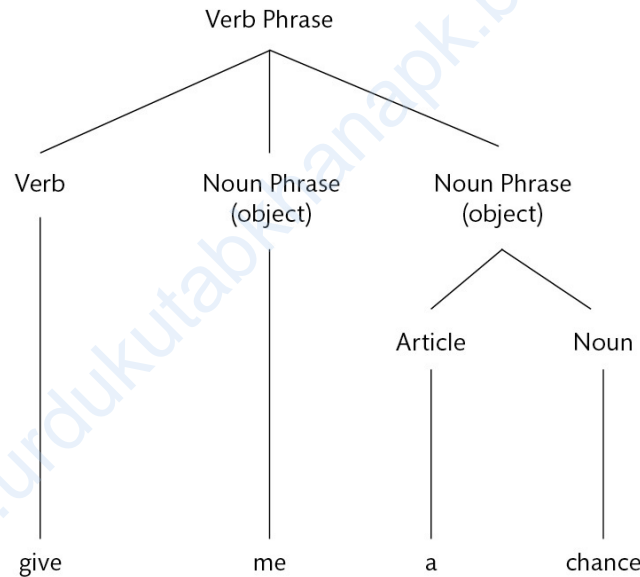 Verb Phrase
Verb Noun Phrase Noun Phrase
(object) (object)
Article Noun
give me a chance